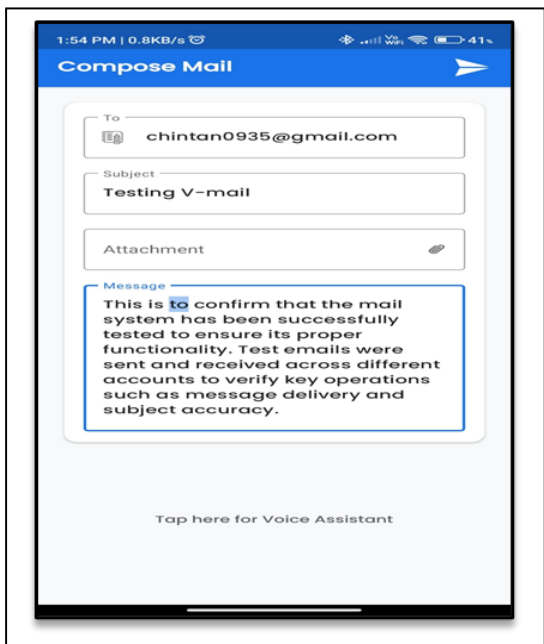 1:54 PM | 0.8KB/s 41%
Compose Mail
To
chintan0935@gmail.com
Subject
Testing V-mail
Attachment
Message
This is to confirm that the mail
system has been successfully
tested to ensure its proper
functionality. Test emails were
sent and received across different
accounts to verify key operations
such as message delivery and
subject accuracy.
Tap here for Voice Assistant